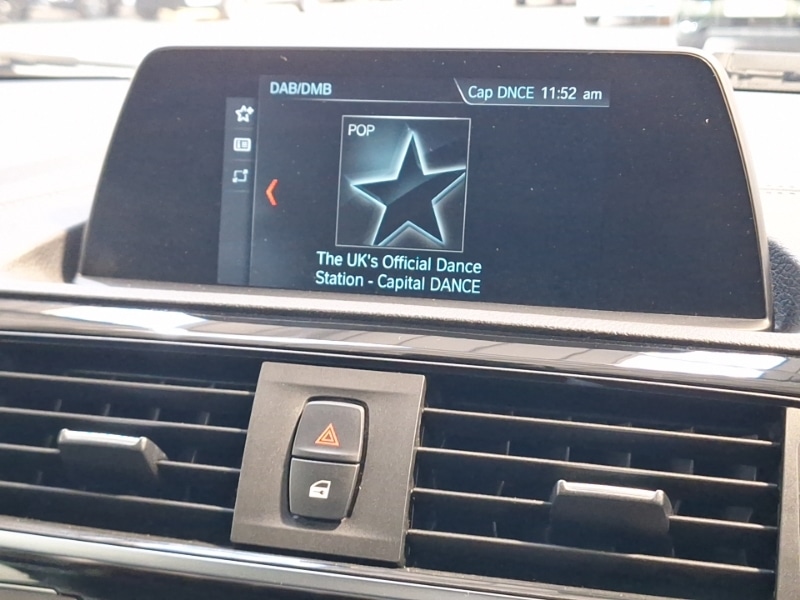 DAB/DMB
Cap DNCE 11:52 am
POP
The UK's Official Dance
Station - Capital DANCE